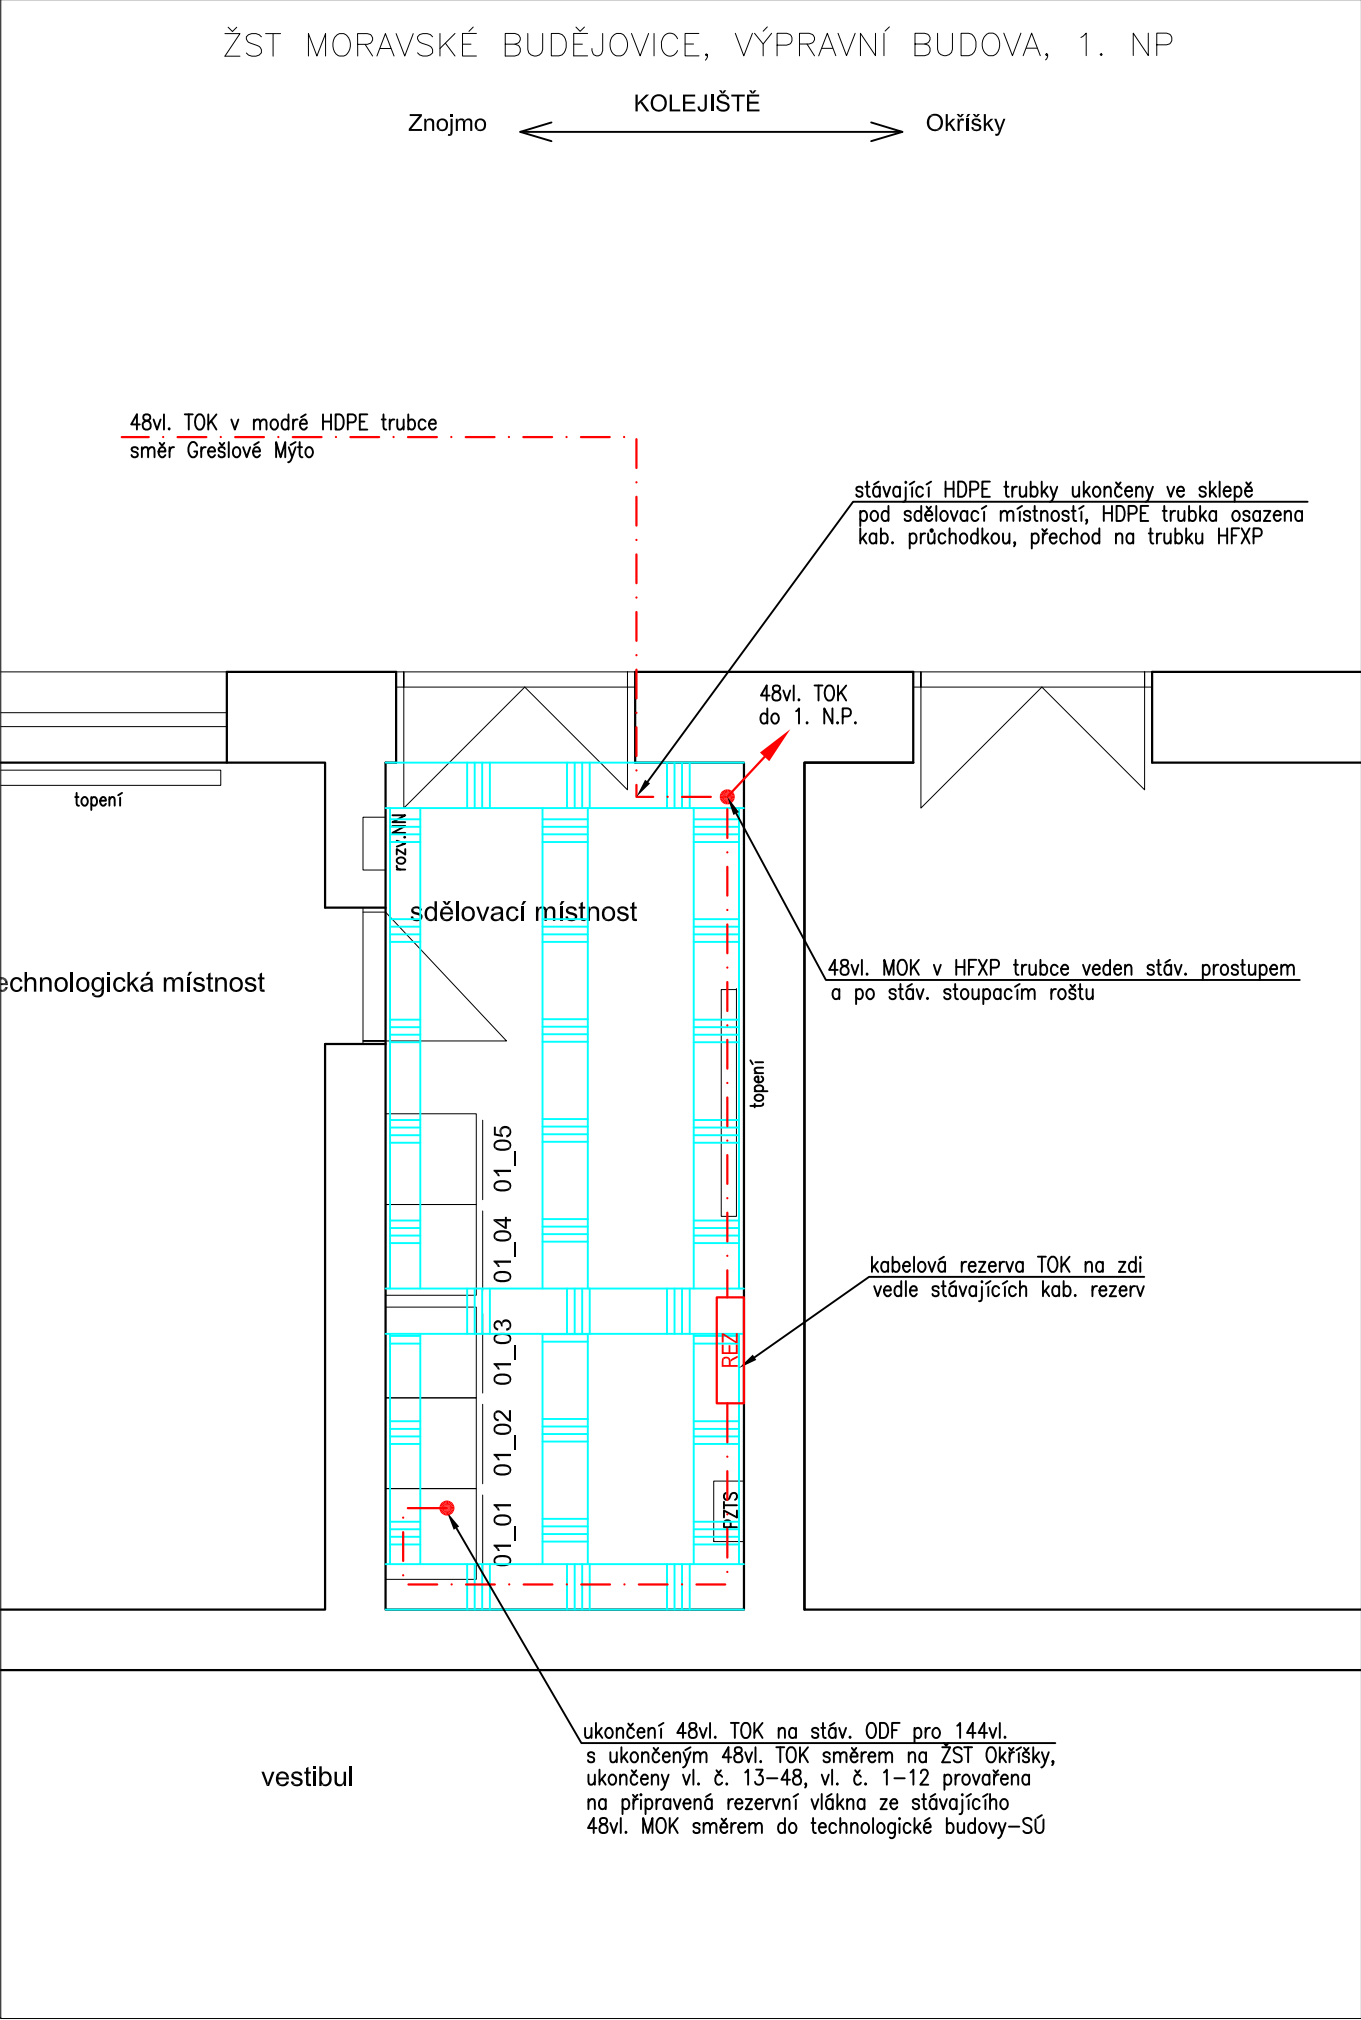 ŽST MORAVSKÉ BUDĚJOVICE, VÝPRAVNÍ BUDOVA, 1. NP
KOLEJIŠTĚ
Znojmo
Okříšky
48vl. TOK v modré HDPE trubce
směr Grešlové Mýto
stávající HDPE trubky ukončeny ve sklepě
pod sdělovací místností, HDPE trubka osazena
kab. průchodkou, přechod na trubku HFXP
48vl. TOK
do 1. N.P.
topení
rozv.NN
sdělovací místnost
echnologická místnost
48vl. MOK v HFXP trubce veden stáv. prostupem
a po stáv. stoupacím roštu
topení
01_05
01_04
01_03
01_02
01_01
kabelová rezerva TOK na zdi
vedle stávajících kab. rezerv
REZ
PZTS
ukončení 48vl. TOK na stáv. ODF pro 144vl.
s ukončeným 48vl. TOK směrem na ŽST Okříšky,
ukončeny vl. č. 13-48, vl. č. 1-12 provařena
na připravená rezervní vlákna ze stávajícího
48vl. MOK směrem do technologické budovy-SÚ
vestibul